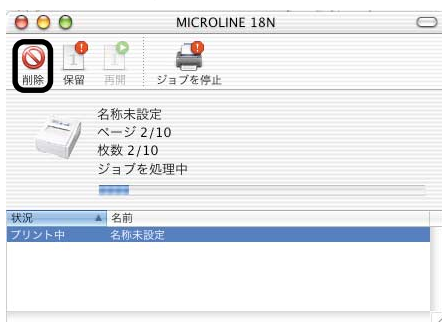 MICROLINE 18N
削除 保留 再開 ジョブを停止
名称未設定
ページ 2/10
枚数 2/10
ジョブを処理中
状況 名前
プリント中 名称未設定